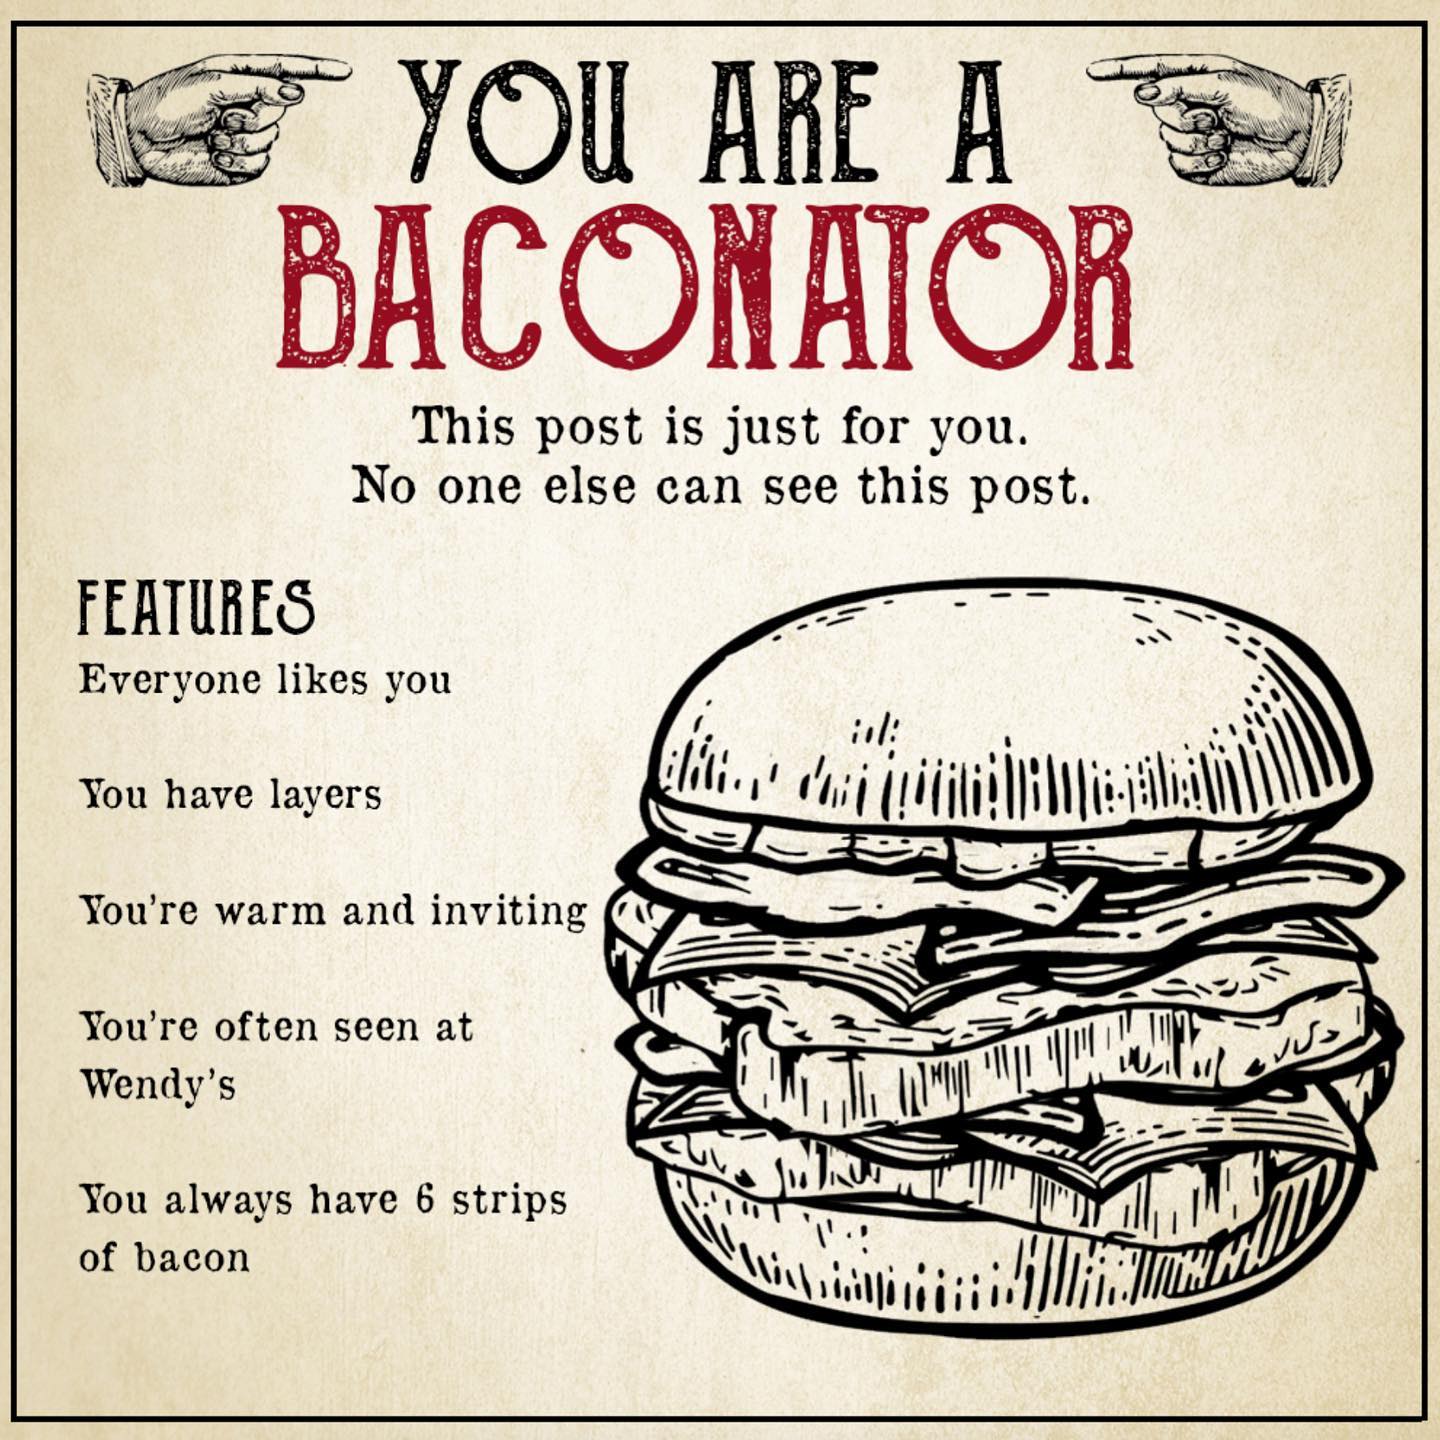 YOU ARE A
BACONATOR
This post is just for you.
No one else can see this post.
FEATURES
Everyone likes you
You have layers
You're warm and inviting
You're often seen at
Wendy's
You always have 6 strips
of bacon